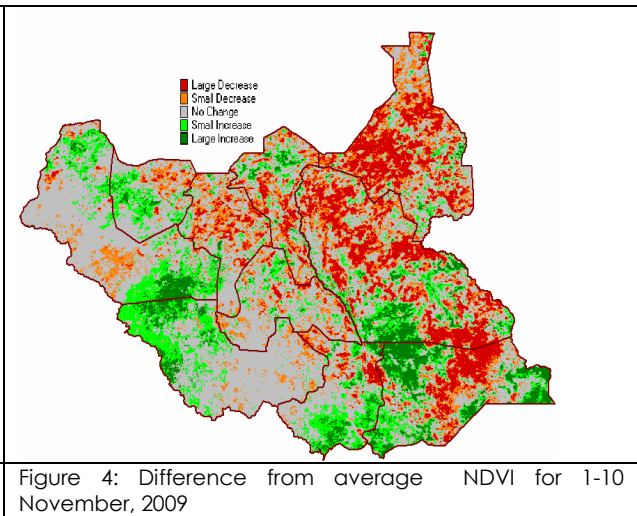 Large Decrease
Small Decrease
No Change
Small Increase
Large Increase
Figure 4: Difference from average NDVI for 1-10
November, 2009